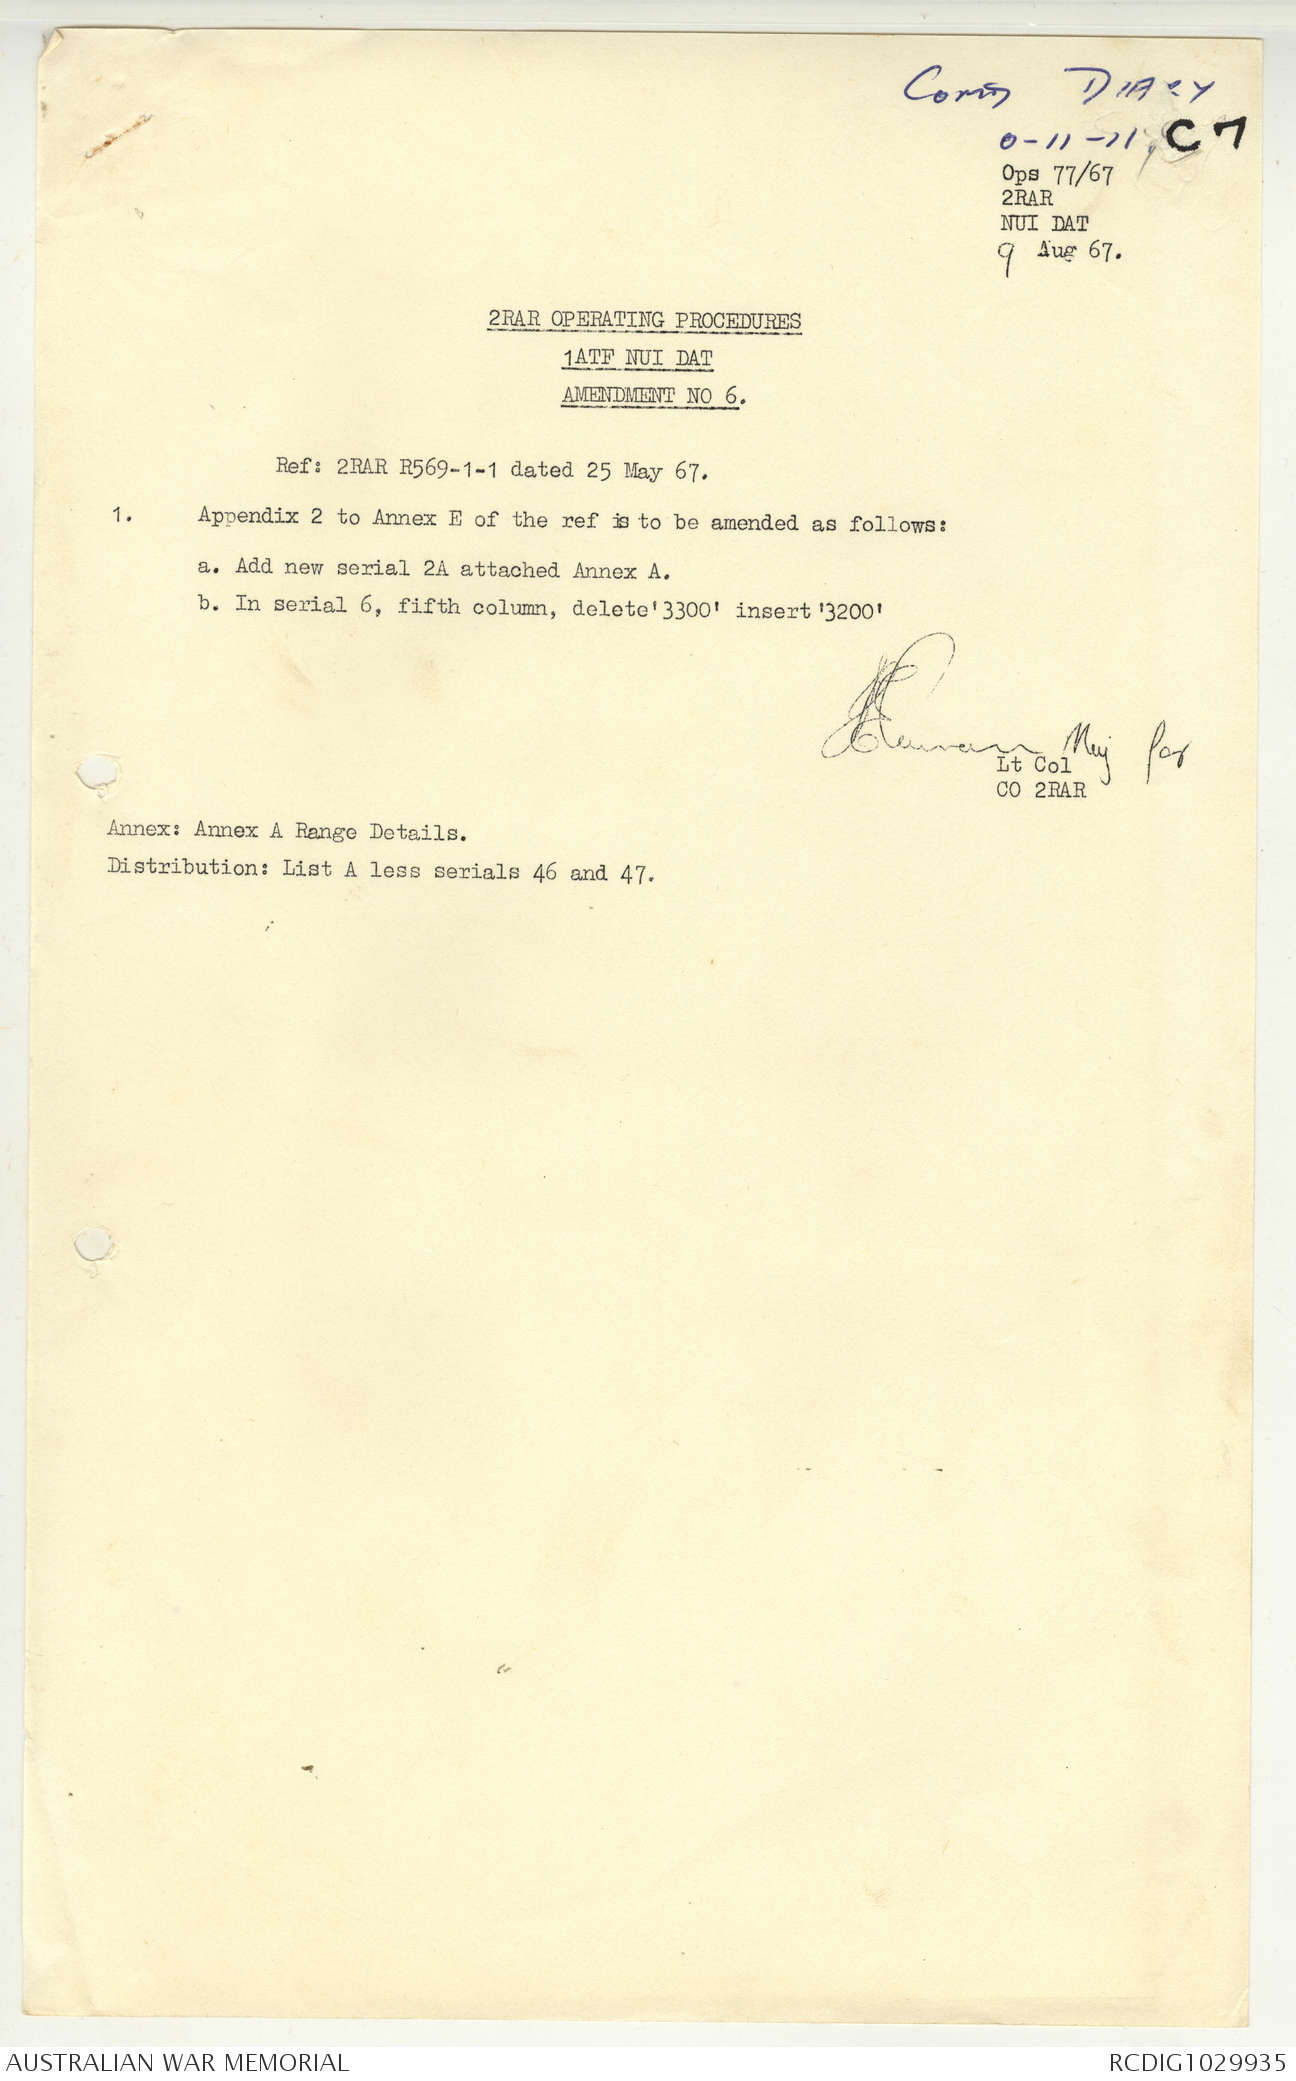 DIARY
0-11-11 C7
Ops 77/67
2RAR
NUI DAT
9 Aug 67.
2RAR OPERATING PROCEDURES
1ATF NUI DAT
AMENDMENT NO 6.
Ref: 2RAR R569-1-1 dated 25 May 67.
1. Appendix 2 to Annex E of the ref is to be amended as follows:
a. Add new serial 2A attached Annex A.
b. In serial 6, fifth column, delete '3300' insert '3200'
Maj for
Lt Col
CO 2RAR
Annex: Annex A Range Details.
Distribution: List A less serials 46 and 47.
AUSTRALIAN WAR MEMORIAL
RCDIG1029935